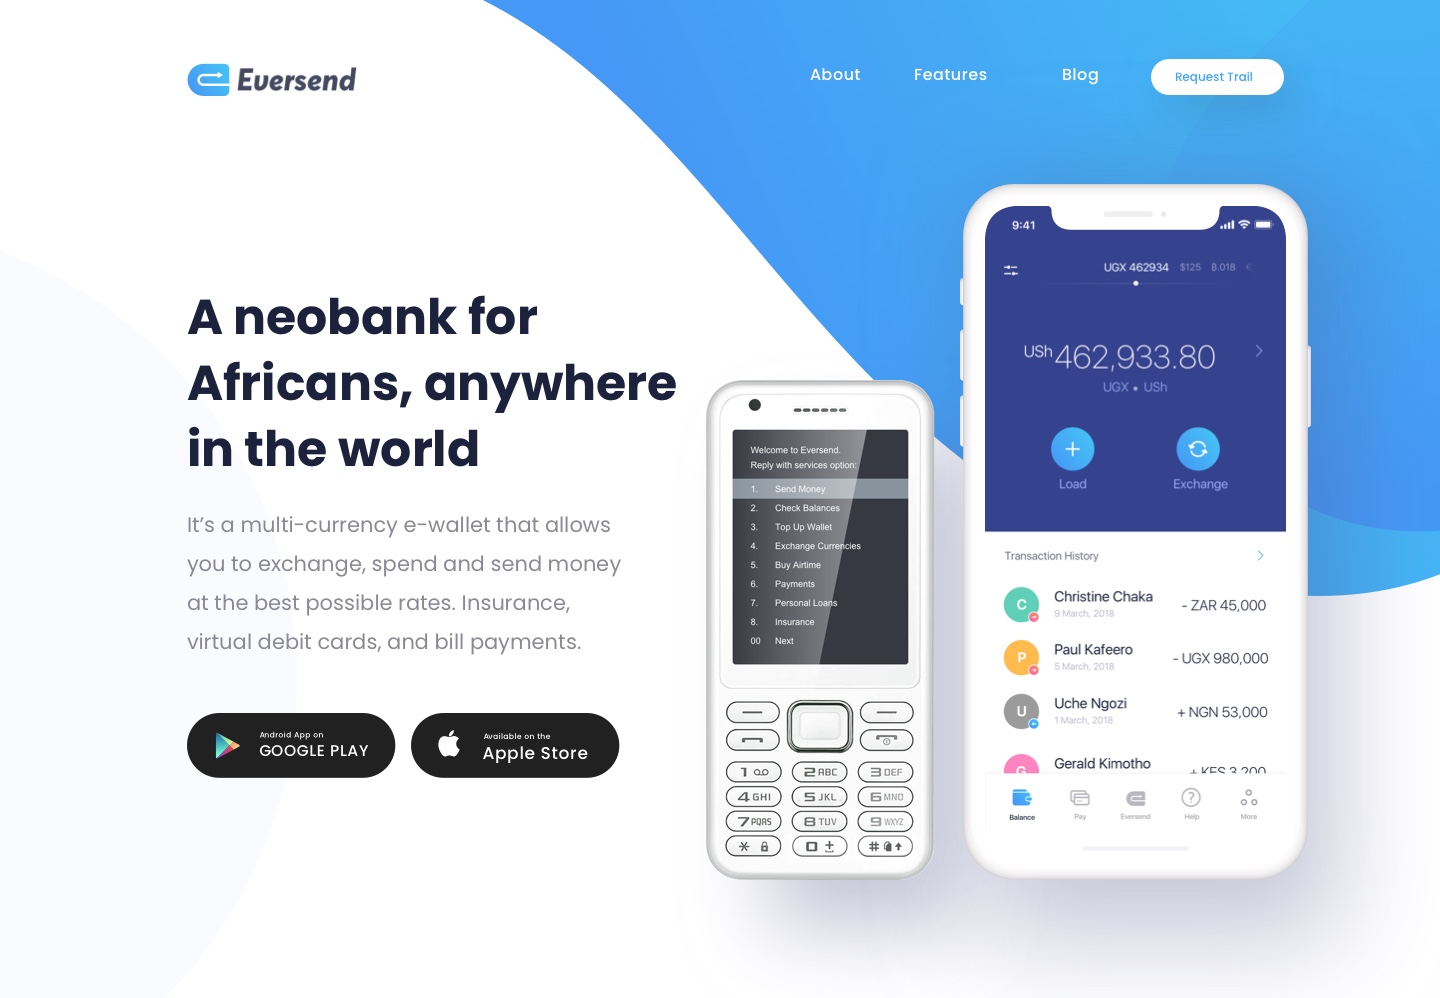 Eversend
About
Features
Blog
Request Trail
A neobank for
Africans, anywhere
in the world
It's a multi-currency e-wallet that allows
you to exchange, spend and send money
at the best possible rates. Insurance,
virtual debit cards, and bill payments.
Android App on
GOOGLE PLAY
Available on the
Apple Store
Welcome to Eversend.
Reply with services option:
1. Send Money
2. Check Balances
3. Top Up Wallet
4. Exchange Currencies
5. Buy Airtime
6. Payments
7. Personal Loans
8. Insurance
00 Next
1
2 ABC
3 DEF
4 GHI
5 JKL
6 MNO
7 PQRS
8 TUV
9 WXYZ
*
#
9:41
UGX 462934 $125 B.018 €
USh 462,933.80
UGX • USh
Load
Exchange
Transaction History
C
Christine Chaka
9 March, 2018
- ZAR 45,000
P
Paul Kafeero
5 March, 2018
- UGX 980,000
U
Uche Ngozi
1 March, 2018
+ NGN 53,000
G
Gerald Kimotho
+ KES 3,200
Balance
Pay
Eversend
Help
More